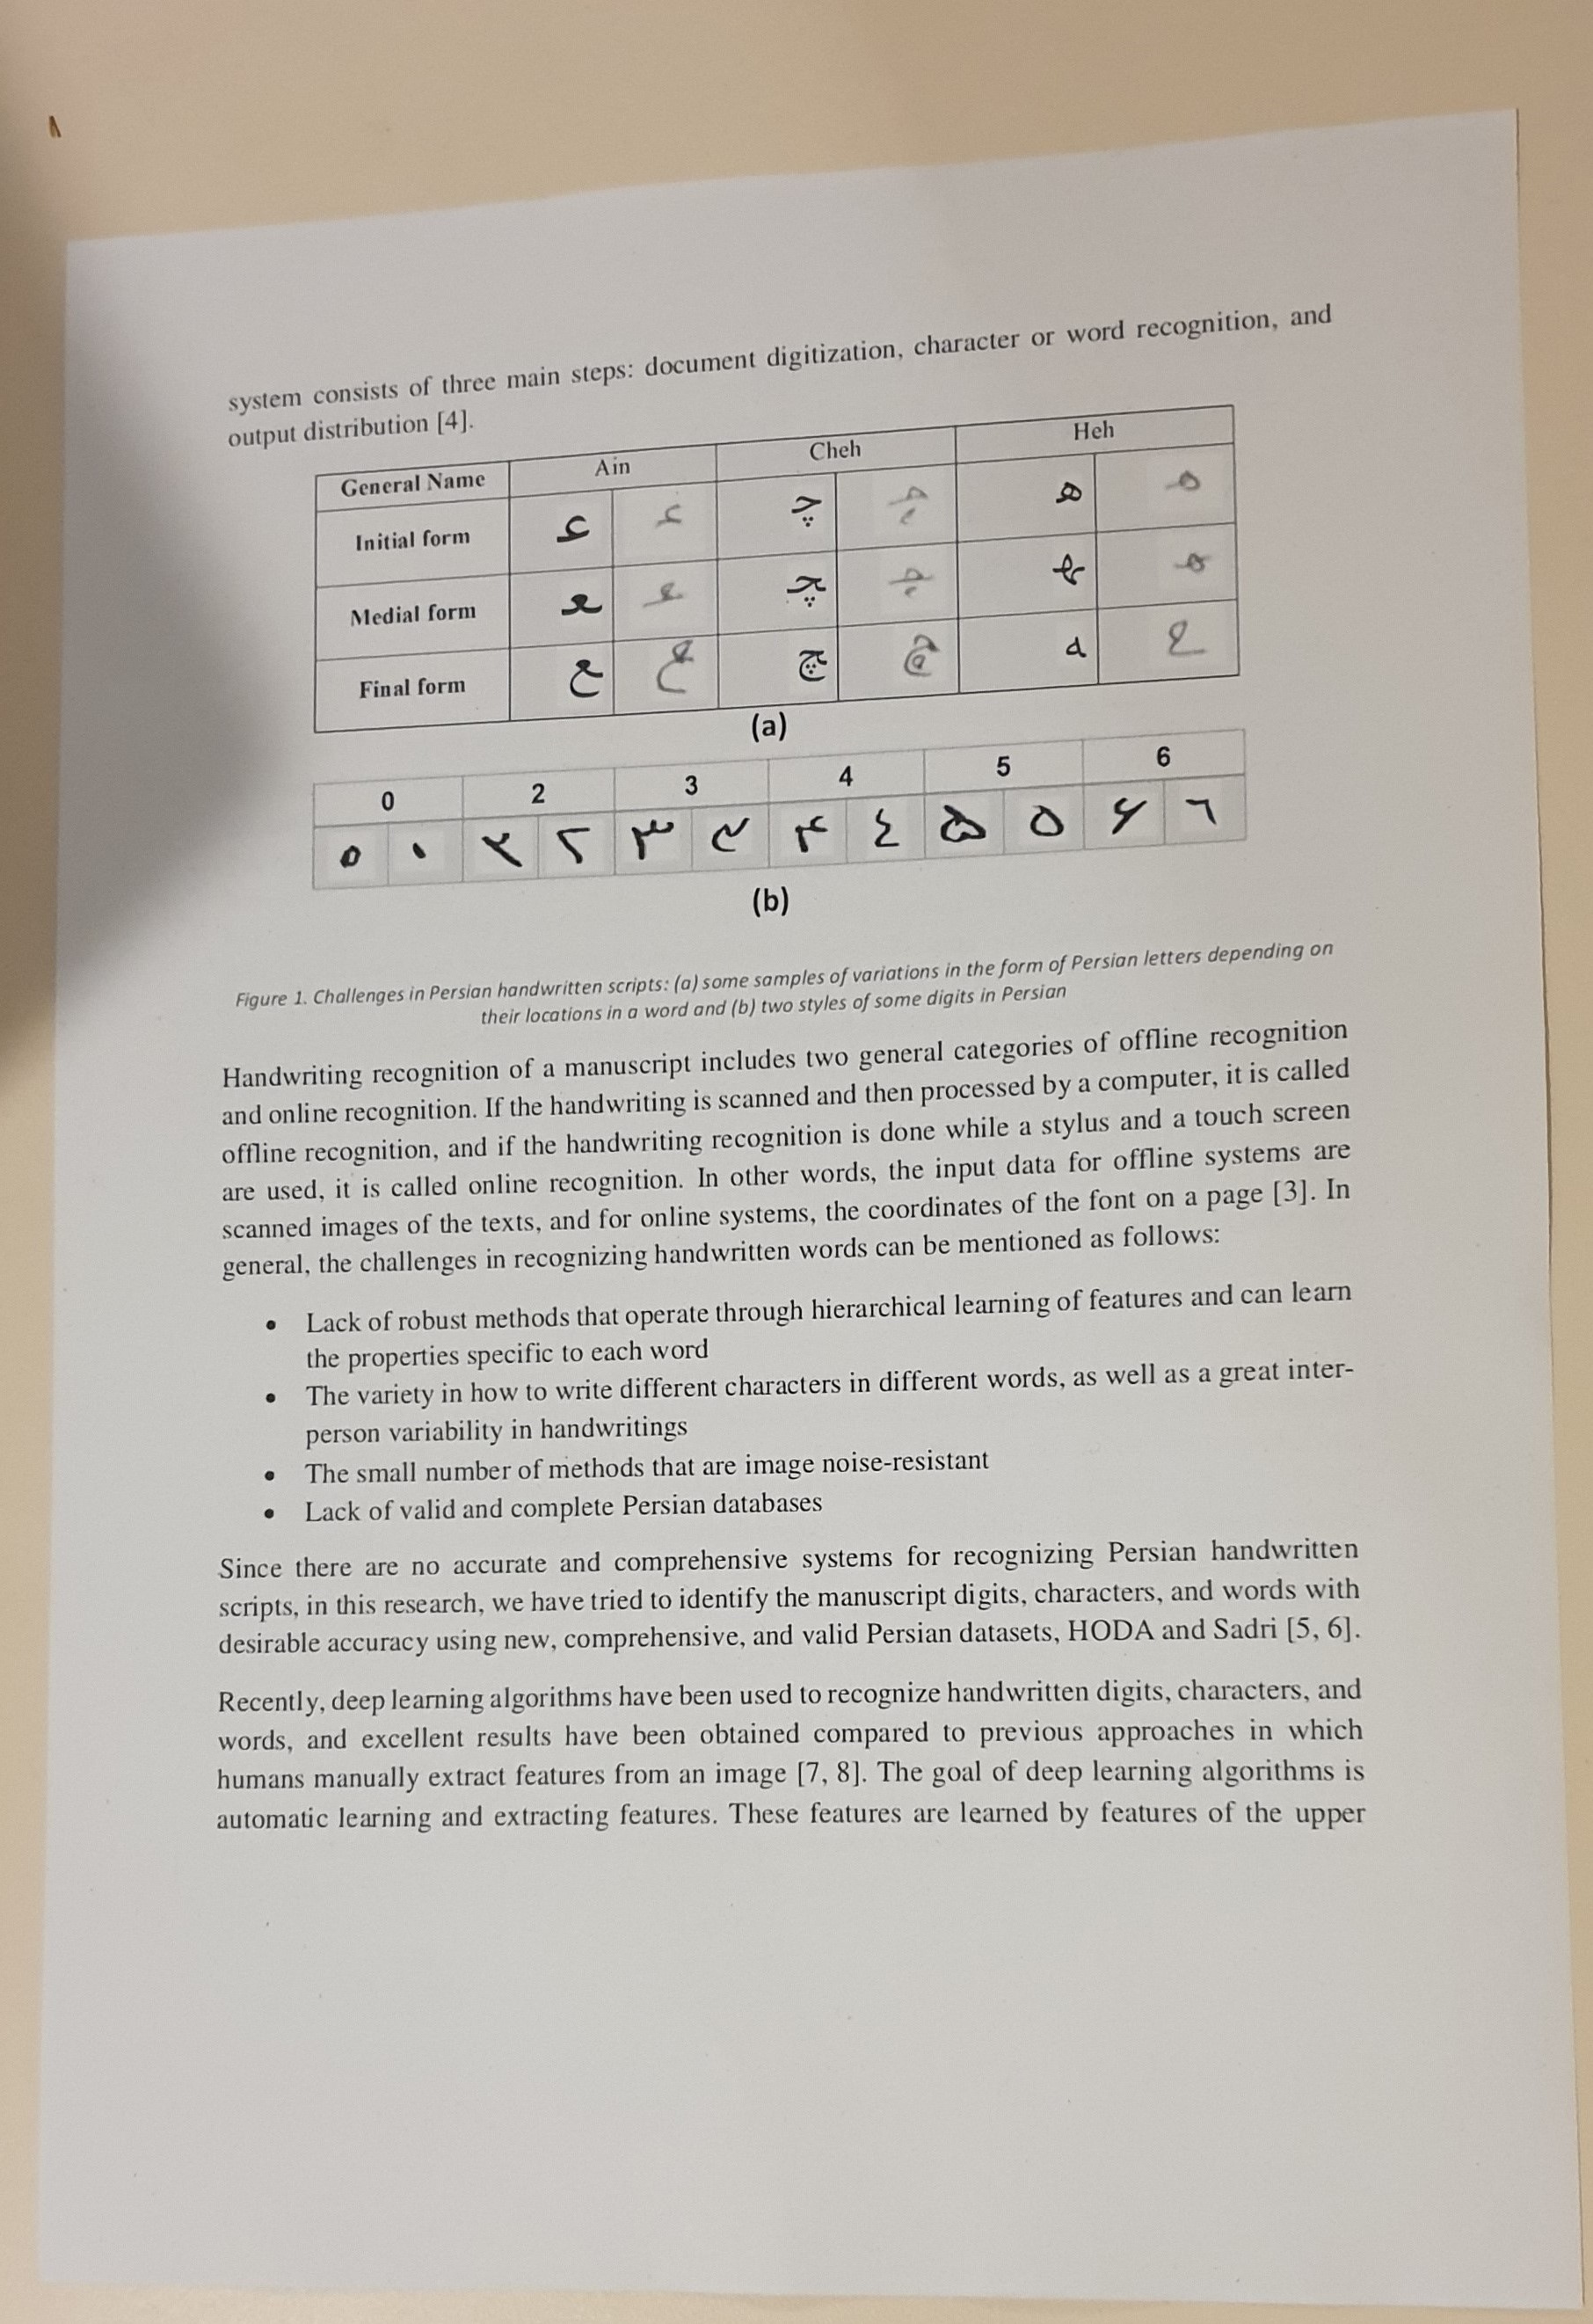 system consists of three main steps: document digitization, character or word recognition, and
output distribution [4].
General Name Ain Cheh Heh
Initial form عـ عـ چـ چـ هـ هـ
Medial form ـعـ ـعـ ـچـ ـچـ ـهـ ـهـ
Final form ـع ـع ـچ ـچ ـه
(a)
0 2 3 4 5 6
۵ ۰ ۲ ٢ ۳ ۴ ٤ ۵ ۵ ۶ ٦
(b)
Figure 1. Challenges in Persian handwritten scripts: (a) some samples of variations in the form of Persian letters depending on
their locations in a word and (b) two styles of some digits in Persian
Handwriting recognition of a manuscript includes two general categories of offline recognition
and online recognition. If the handwriting is scanned and then processed by a computer, it is called
offline recognition, and if the handwriting recognition is done while a stylus and a touch screen
are used, it is called online recognition. In other words, the input data for offline systems are
scanned images of the texts, and for online systems, the coordinates of the font on a page [3]. In
general, the challenges in recognizing handwritten words can be mentioned as follows:
• Lack of robust methods that operate through hierarchical learning of features and can learn
the properties specific to each word
• The variety in how to write different characters in different words, as well as a great inter-
person variability in handwritings
• The small number of methods that are image noise-resistant
• Lack of valid and complete Persian databases
Since there are no accurate and comprehensive systems for recognizing Persian handwritten
scripts, in this research, we have tried to identify the manuscript digits, characters, and words with
desirable accuracy using new, comprehensive, and valid Persian datasets, HODA and Sadri [5, 6].
Recently, deep learning algorithms have been used to recognize handwritten digits, characters, and
words, and excellent results have been obtained compared to previous approaches in which
humans manually extract features from an image [7, 8]. The goal of deep learning algorithms is
automatic learning and extracting features. These features are learned by features of the upper